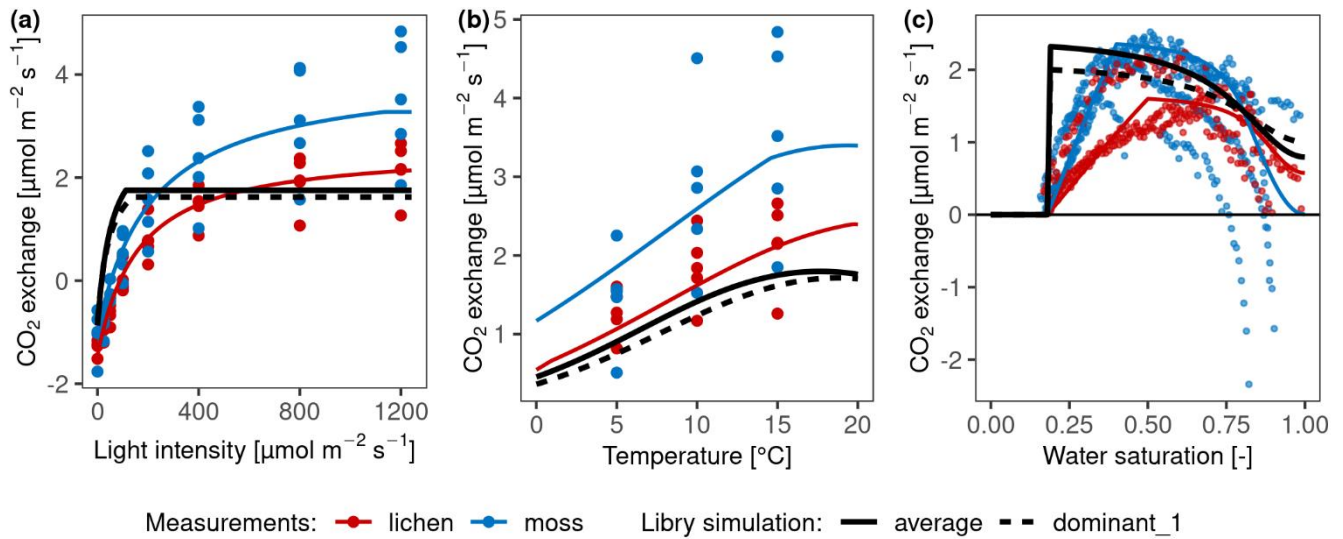 (a)
CO₂ exchange [µmol m⁻² s⁻¹]
4
2
0
-2
0 400 800 1200
Light intensity [µmol m⁻² s⁻¹]
(b)
CO₂ exchange [µmol m⁻² s⁻¹]
5
4
3
2
1
0 5 10 15 20
Temperature [°C]
(c)
CO₂ exchange [µmol m⁻² s⁻¹]
2
1
0
-1
-2
0.00 0.25 0.50 0.75 1.00
Water saturation [-]
Measurements: lichen moss Libry simulation: average dominant_1